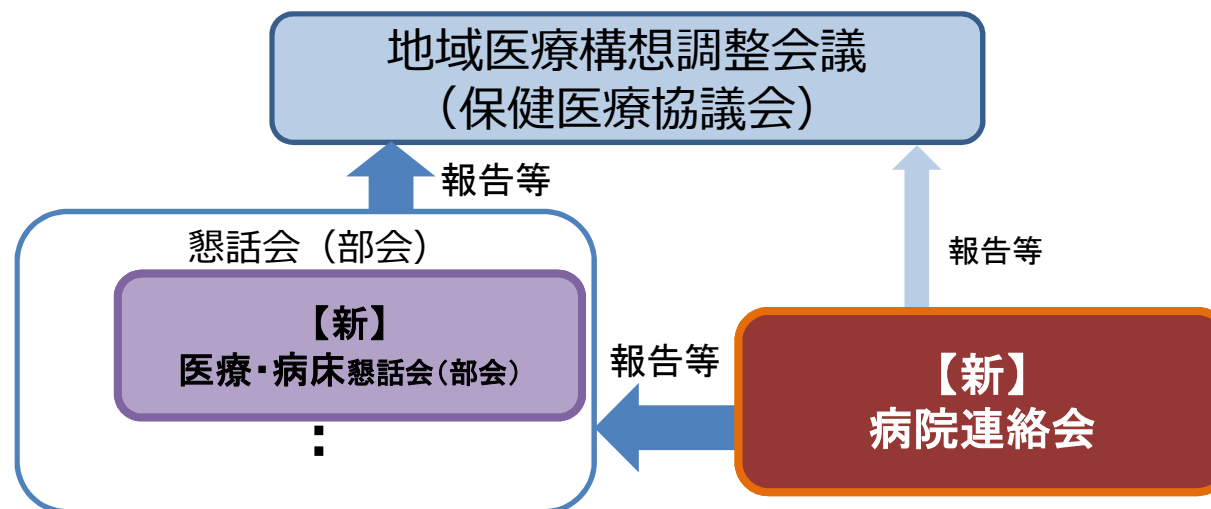 地域医療構想調整会議
（保健医療協議会）
報告等
報告等
懇話会（部会）
【新】
医療・病床懇話会（部会）
：
報告等
【新】
病院連絡会